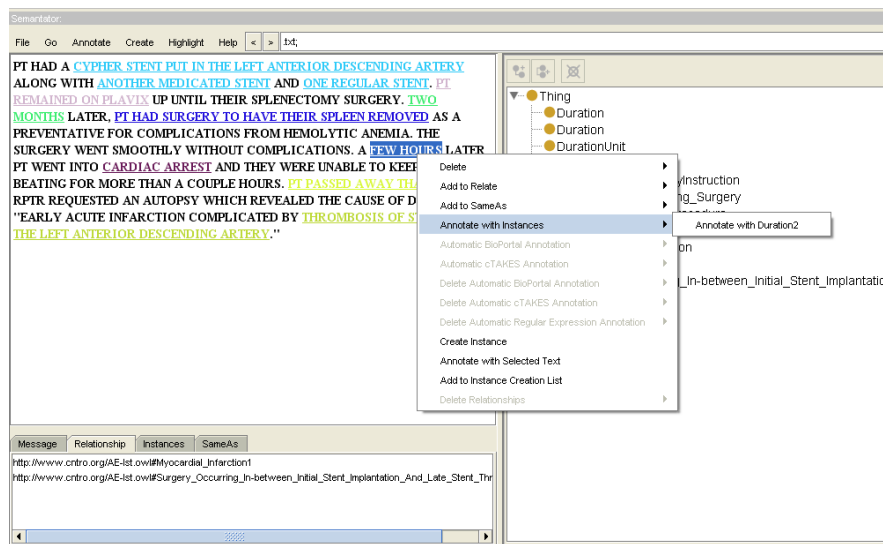 Semantator:
File Go Annotate Create Highlight Help < > .txt;
PT HAD A CYPHER STENT PUT IN THE LEFT ANTERIOR DESCENDING ARTERY
ALONG WITH ANOTHER MEDICATED STENT AND ONE REGULAR STENT. PT
REMAINED ON PLAVIX UP UNTIL THEIR SPLENECTOMY SURGERY. TWO
MONTHS LATER, PT HAD SURGERY TO HAVE THEIR SPLEEN REMOVED AS A
PREVENTATIVE FOR COMPLICATIONS FROM HEMOLYTIC ANEMIA. THE
SURGERY WENT SMOOTHLY WITHOUT COMPLICATIONS. A FEW HOURS LATER
PT WENT INTO CARDIAC ARREST AND THEY WERE UNABLE TO KEEP
BEATING FOR MORE THAN A COUPLE HOURS. PT PASSED AWAY THA
RPTR REQUESTED AN AUTOPSY WHICH REVEALED THE CAUSE OF D
"EARLY ACUTE INFARCTION COMPLICATED BY THROMBOSIS OF ST
THE LEFT ANTERIOR DESCENDING ARTERY."
Thing
Duration
Duration
DurationUnit
yInstruction
ng_Surgery
on
g_In-between_Initial_Stent_Implantatio
Delete
Add to Relate
Add to SameAs
Annotate with Instances
Annotate with Duration2
Automatic BioPortal Annotation
Automatic cTAKES Annotation
Delete Automatic BioPortal Annotation
Delete Automatic cTAKES Annotation
Delete Automatic Regular Expression Annotation
Create Instance
Annotate with Selected Text
Add to Instance Creation List
Delete Relationships
Message Relationship Instances SameAs
http://www.cntro.org/AE-lst.owl#Myocardial_Infarction1
http://www.cntro.org/AE-lst.owl#Surgery_Occurring_In-between_Initial_Stent_Implantation_And_Late_Stent_Thr